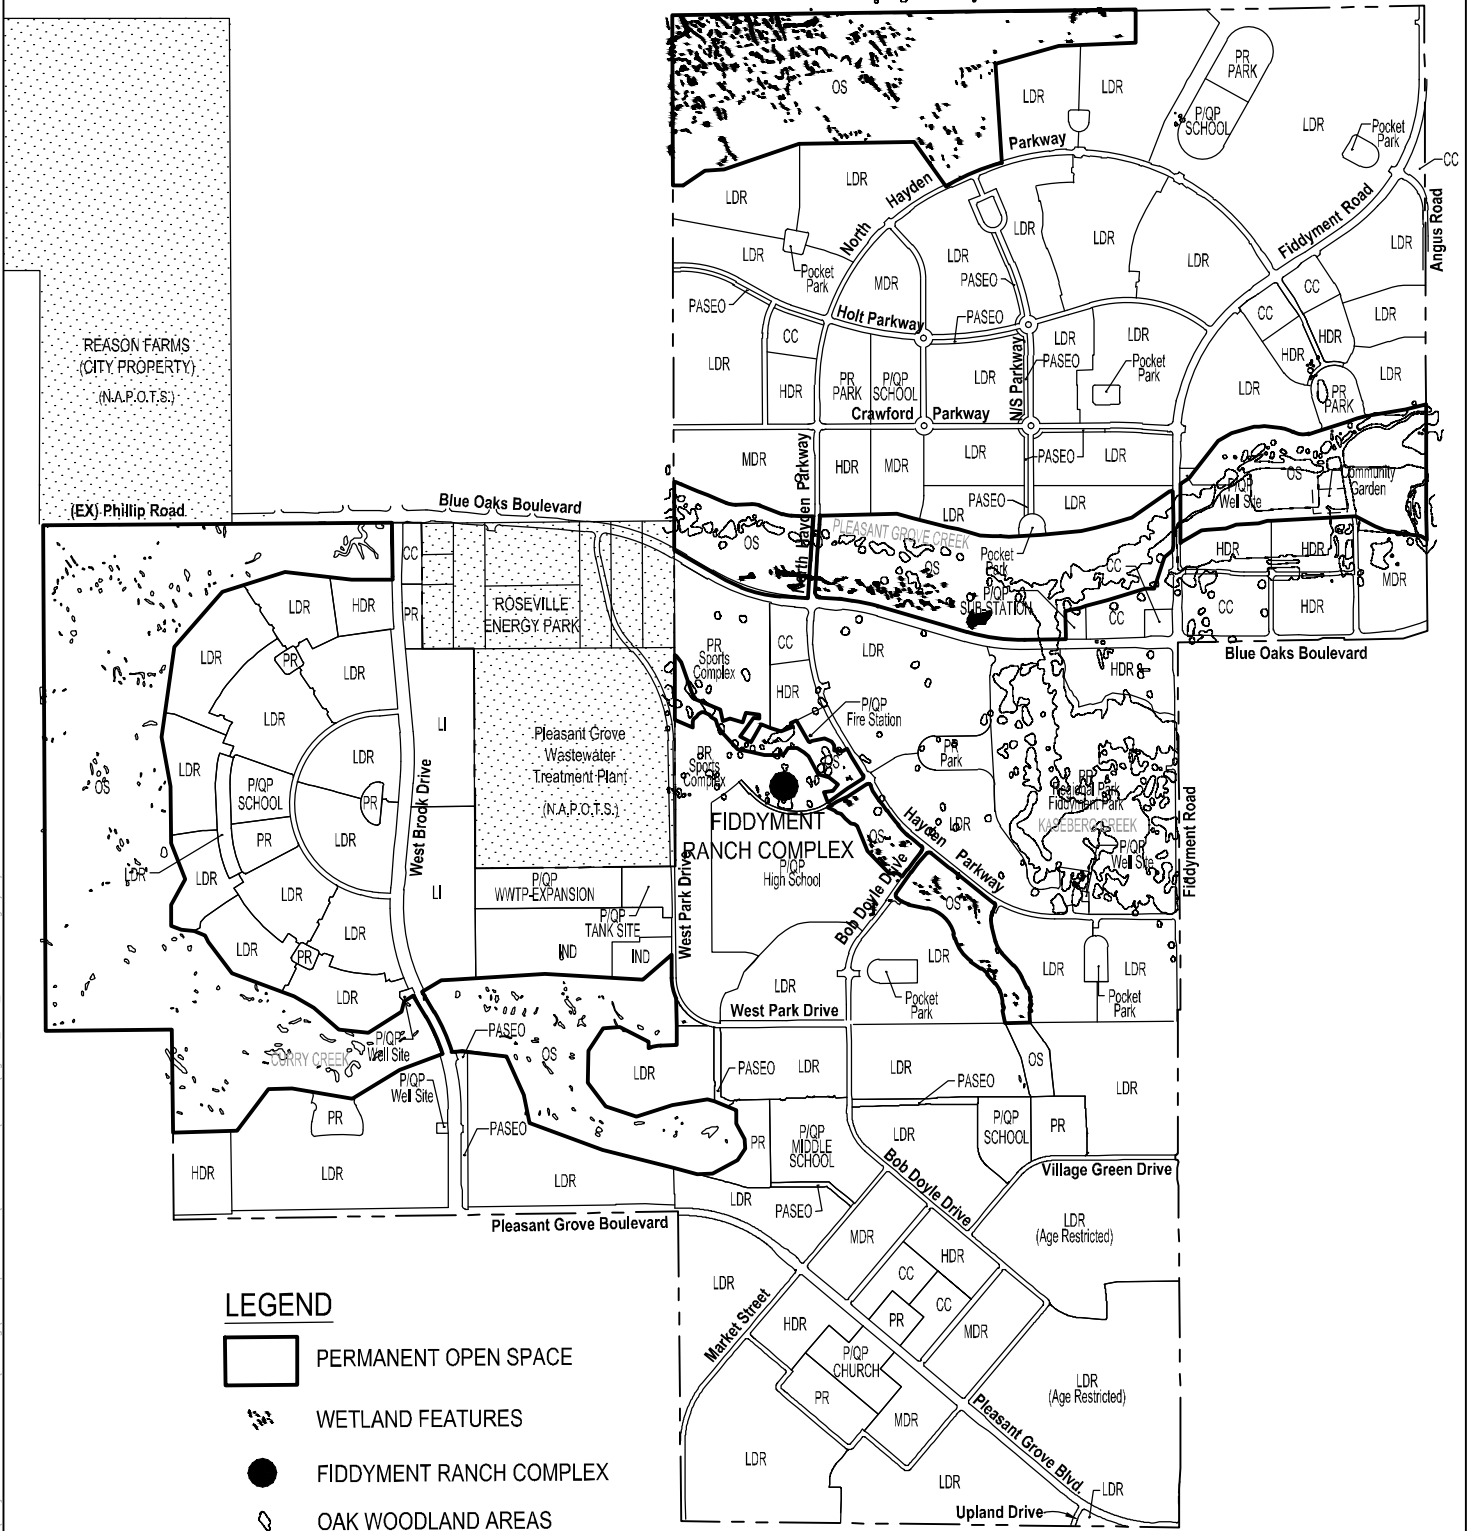 OS
LDR
LDR
PR
PARK
P/QP
SCHOOL
LDR
Pocket
Park
CC
Parkway
LDR
LDR
Hayden
North
Fiddyment Road
Angus Road
LDR
Pocket
Park
LDR
LDR
LDR
LDR
LDR
MDR
PASEO
PASEO
Holt Parkway
PASEO
CC
CC
HDR
HDR
LDR
LDR
REASON FARMS
(CITY PROPERTY)
(N.A.P.O.T.S.)
LDR
CC
HDR
PR
PARK
P/QP
SCHOOL
LDR
N/S Parkway
LDR
PASEO
LDR
Pocket
Park
LDR
LDR
PR
PARK
Crawford Parkway
MDR
HDR
MDR
LDR
PASEO
LDR
PASEO
LDR
LDR
North Hayden Parkway
P/QP
Well Site
OS
Community
Garden
(EX) Phillip Road
Blue Oaks Boulevard
PLEASANT GROVE CREEK
OS
OS
Pocket
Park
P/QP
SUB-STATION
CC
CC
HDR
HDR
MDR
CC
HDR
Blue Oaks Boulevard
CC
PR
ROSEVILLE
ENERGY PARK
LDR
HDR
LDR
PR
LDR
LDR
LDR
LDR
P/QP
SCHOOL
PR
PR
LDR
LDR
LDR
LDR
LDR
PR
LDR
LDR
OS
West Brook Drive
LI
LI
Pleasant Grove
Wastewater
Treatment Plant
(N.A.P.O.T.S.)
P/QP
WWTP-EXPANSION
P/QP
TANK SITE
IND
IND
West Park Drive
PR
Sports
Complex
CC
HDR
LDR
P/QP
Fire Station
PR
Sports
Complex
OS
PR
Park
HDR
PR
Regional Park
Fiddyment Park
KASEBERG CREEK
P/QP
Well Site
Fiddyment Road
FIDDYMENT
RANCH COMPLEX
P/QP
High School
OS
Hayden Parkway
LDR
Bob Doyle Drive
OS
LDR
LDR
Pocket
Park
LDR
LDR
Pocket
Park
West Park Drive
CURRY CREEK
P/QP
Well Site
P/QP
Well Site
PASEO
OS
LDR
PASEO
LDR
LDR
PASEO
OS
LDR
PR
PASEO
PR
P/QP
MIDDLE
SCHOOL
LDR
P/QP
SCHOOL
PR
Village Green Drive
HDR
LDR
LDR
LDR
PASEO
Bob Doyle Drive
Pleasant Grove Boulevard
LDR
(Age Restricted)
MDR
HDR
CC
CC
PR
MDR
LDR
Market Street
HDR
P/QP
CHURCH
PR
MDR
LDR
(Age Restricted)
Pleasant Grove Blvd.
LDR
LDR
LDR
Upland Drive
LEGEND
PERMANENT OPEN SPACE
WETLAND FEATURES
FIDDYMENT RANCH COMPLEX
OAK WOODLAND AREAS